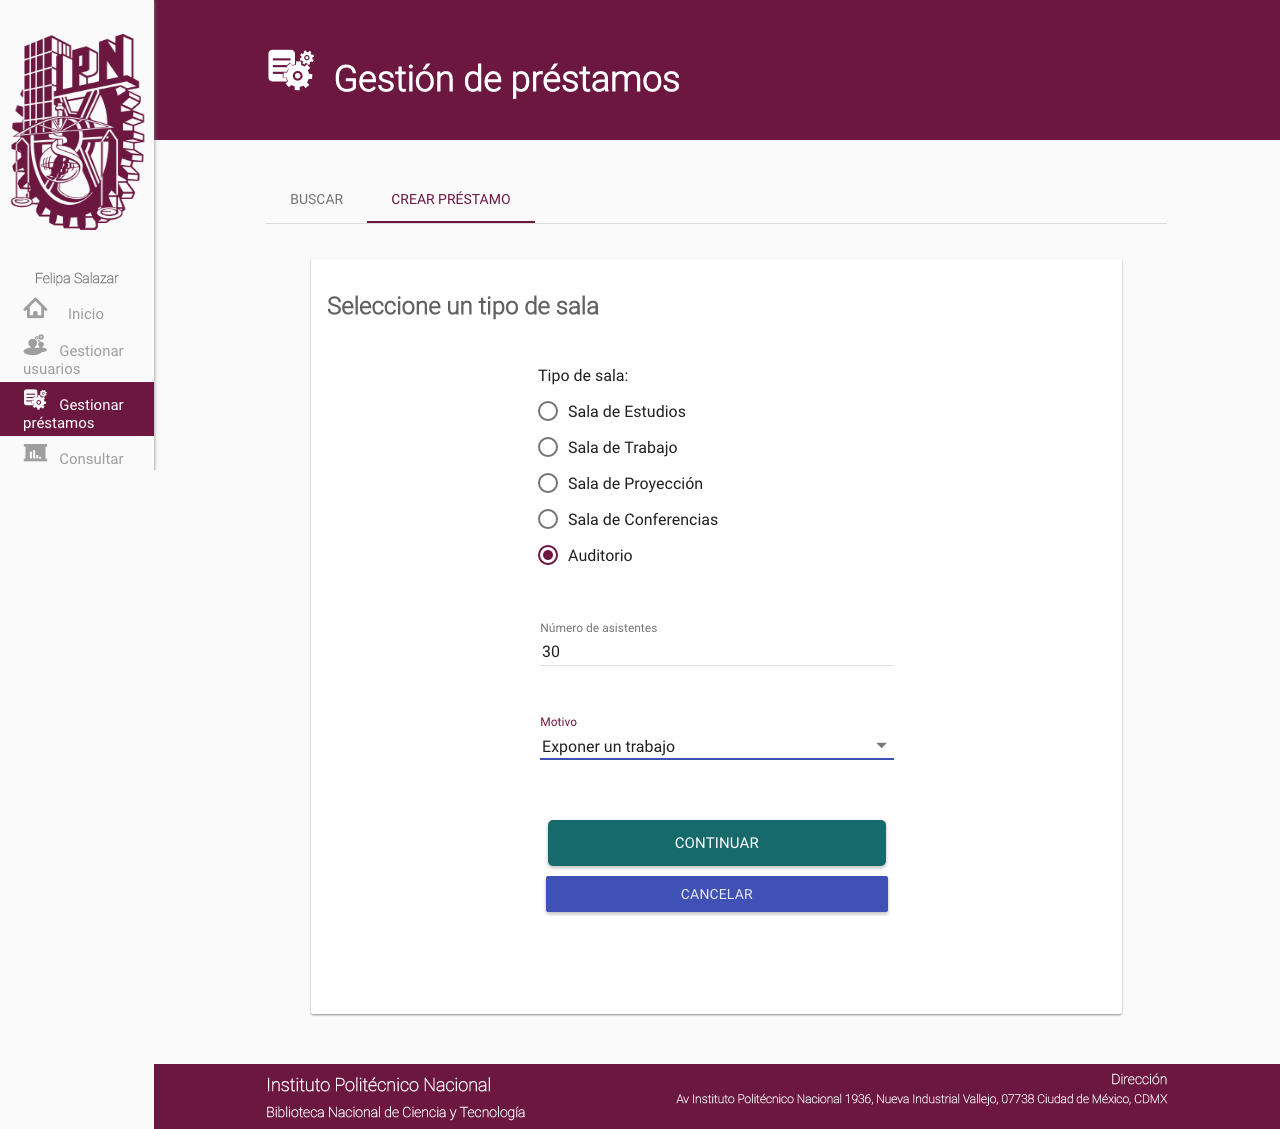 IPN
Gestión de préstamos
Felipa Salazar
Inicio
Gestionar
usuarios
Gestionar
préstamos
Consultar
BUSCAR
CREAR PRÉSTAMO
Seleccione un tipo de sala
Tipo de sala:
Sala de Estudios
Sala de Trabajo
Sala de Proyección
Sala de Conferencias
Auditorio
Número de asistentes
30
Motivo
Exponer un trabajo
CONTINUAR
CANCELAR
Instituto Politécnico Nacional
Biblioteca Nacional de Ciencia y Tecnología
Dirección
Av Instituto Politécnico Nacional 1936, Nueva Industrial Vallejo, 07738 Ciudad de México, CDMX